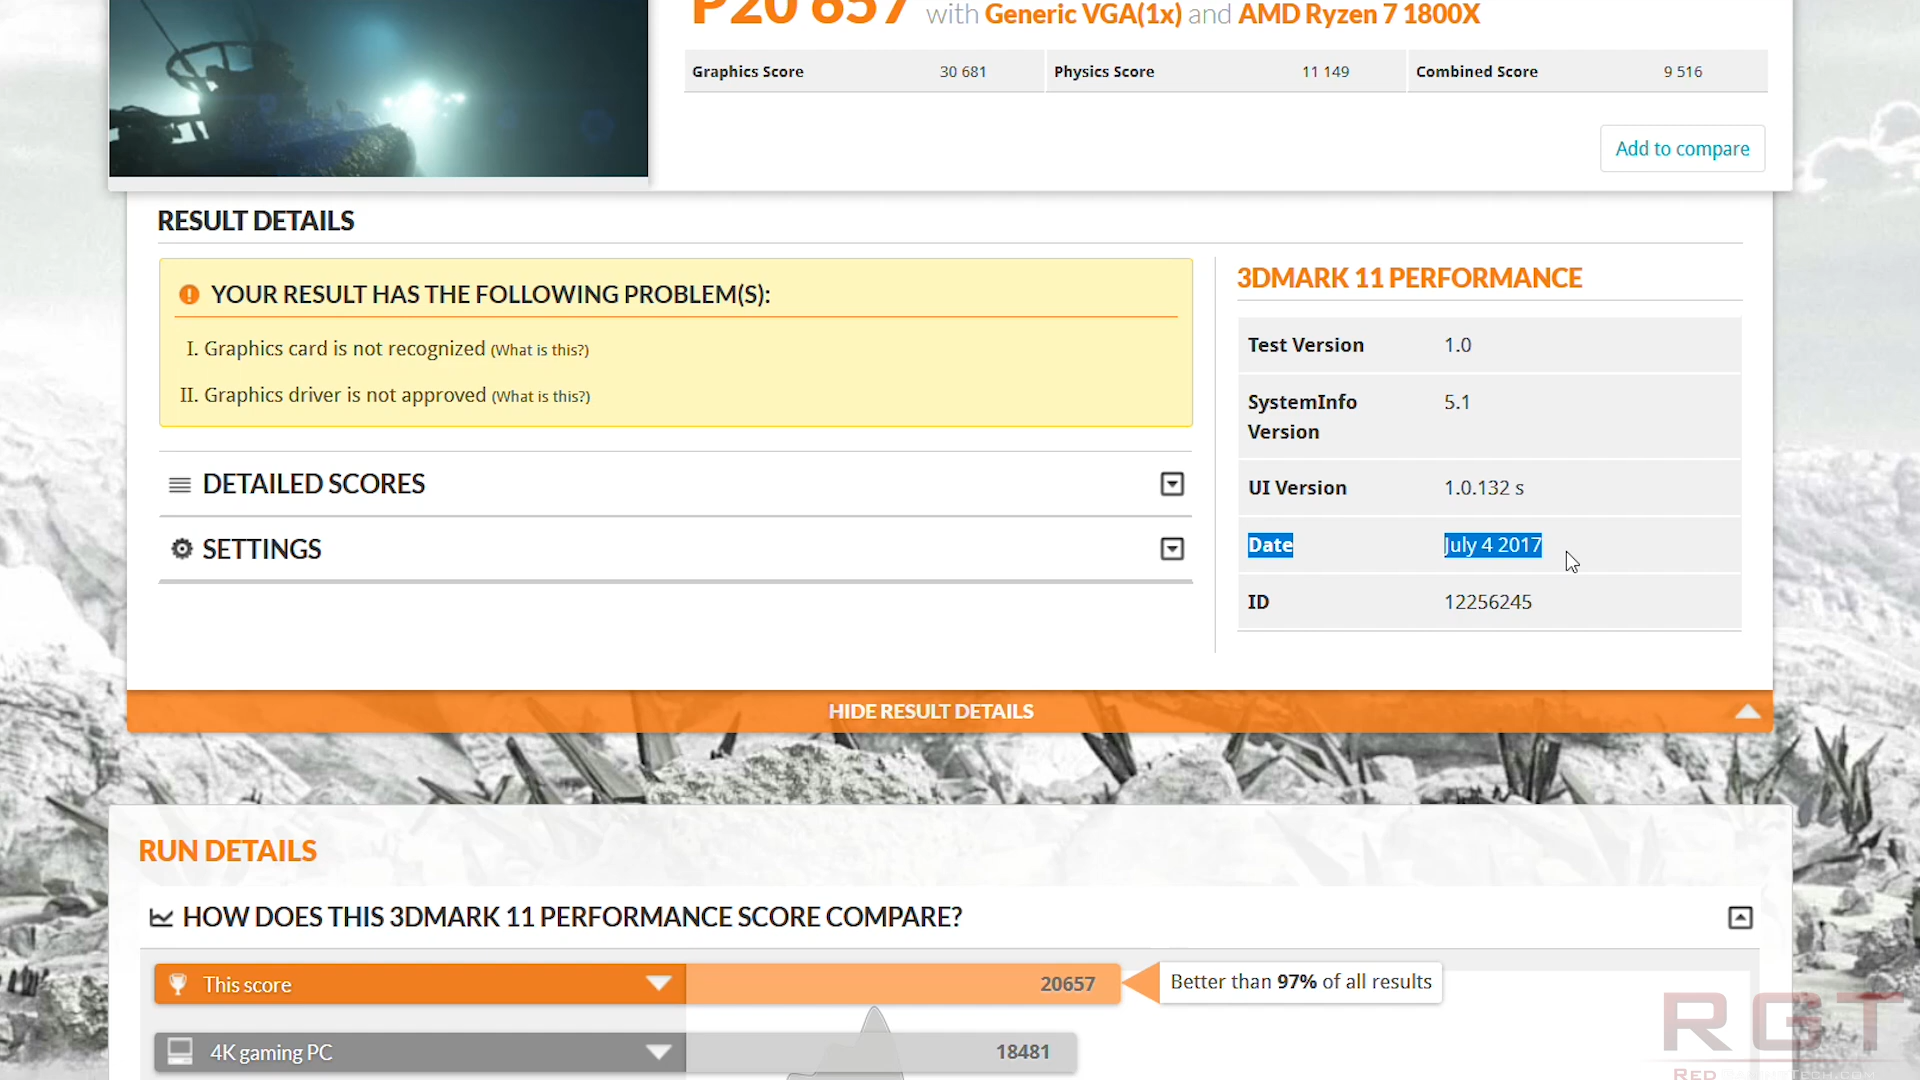 P20 657 with Generic VGA(1x) and AMD Ryzen 7 1800X
Graphics Score 30 681 Physics Score 11 149 Combined Score 9 516
Add to compare
RESULT DETAILS
YOUR RESULT HAS THE FOLLOWING PROBLEM(S):
I. Graphics card is not recognized (What is this?)
II. Graphics driver is not approved (What is this?)
DETAILED SCORES
SETTINGS
3DMARK 11 PERFORMANCE
Test Version 1.0
SystemInfo Version 5.1
UI Version 1.0.132 s
Date July 4 2017
ID 12256245
HIDE RESULT DETAILS
RUN DETAILS
HOW DOES THIS 3DMARK 11 PERFORMANCE SCORE COMPARE?
This score 20657 Better than 97% of all results
4K gaming PC 18481
RGT